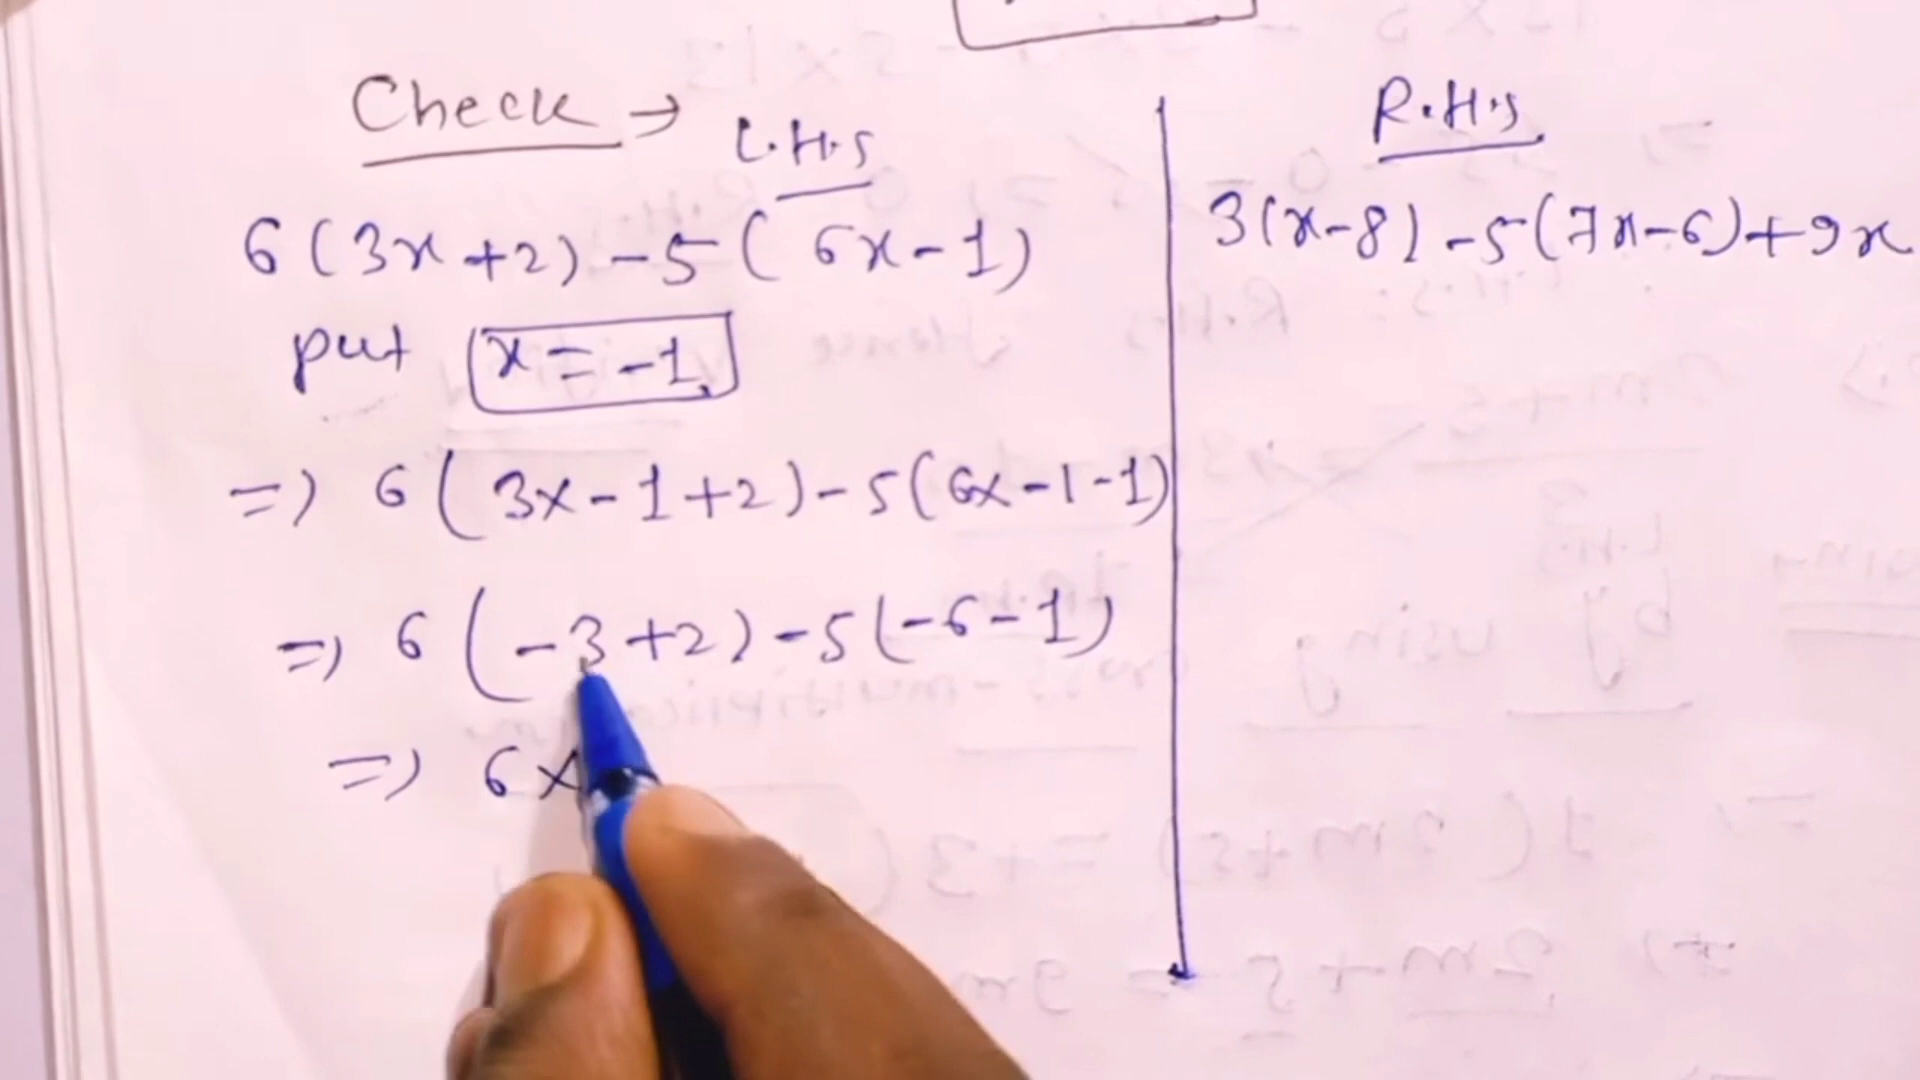 Check →
L.H.S
6(3x+2)-5(6x-1)
put x=-1
=) 6(3x-1+2)-5(6x-1-1)
=) 6(-3+2)-5(-6-1)
=) 6x
R.H.S
3(x-8)-5(7x-6)+9x